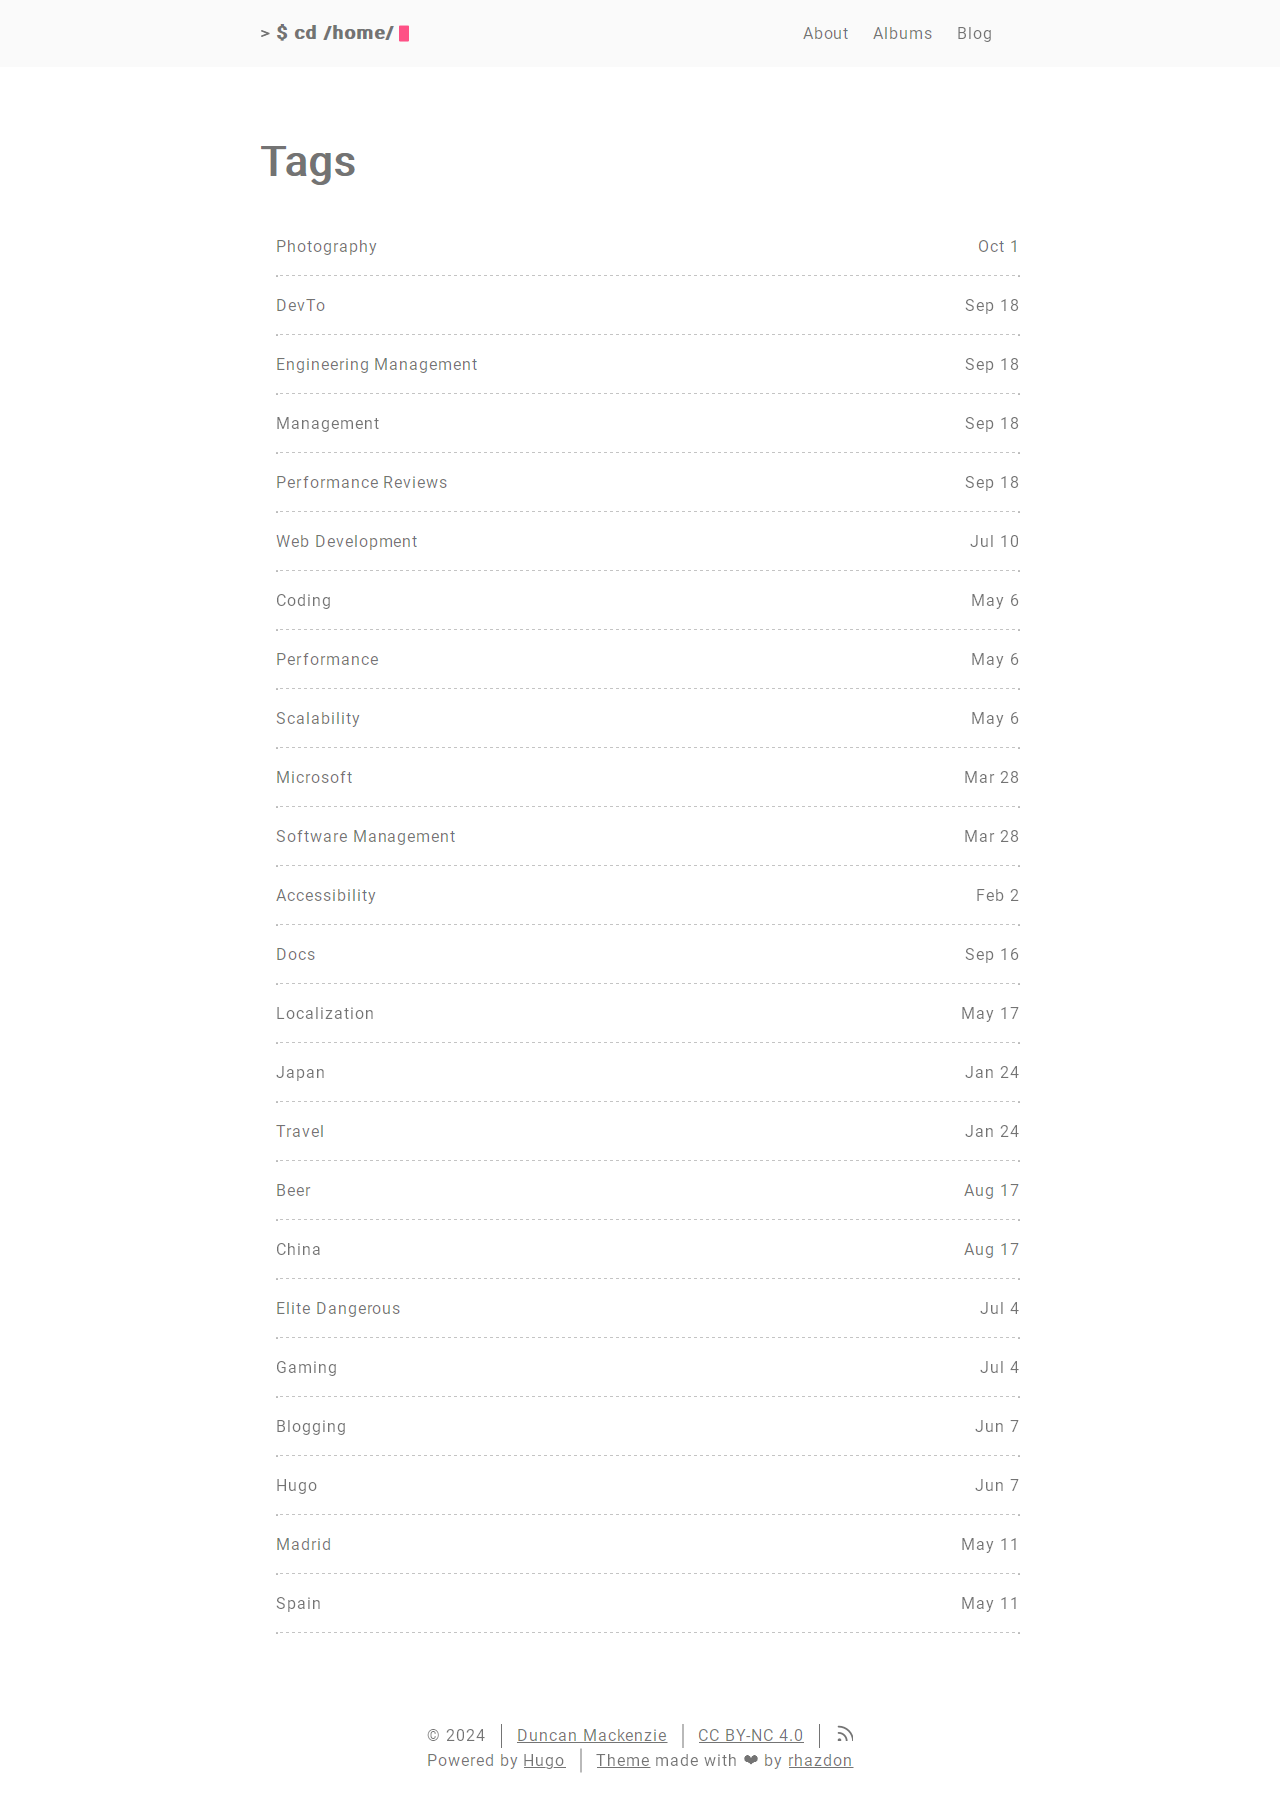 > $ cd /home/
About Albums Blog
Tags
Photography Oct 1
DevTo Sep 18
Engineering Management Sep 18
Management Sep 18
Performance Reviews Sep 18
Web Development Jul 10
Coding May 6
Performance May 6
Scalability May 6
Microsoft Mar 28
Software Management Mar 28
Accessibility Feb 2
Docs Sep 16
Localization May 17
Japan Jan 24
Travel Jan 24
Beer Aug 17
China Aug 17
Elite Dangerous Jul 4
Gaming Jul 4
Blogging Jun 7
Hugo Jun 7
Madrid May 11
Spain May 11
© 2024 Duncan Mackenzie CC BY-NC 4.0
Powered by Hugo Theme made with ❤ by rhazdon